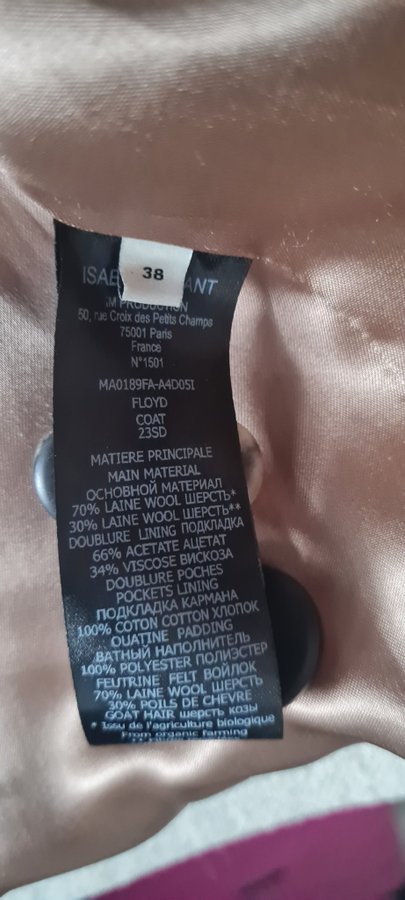 38
ISAB ANT
IM PRODUCTION
50, rue Croix des Petits Champs
75001 Paris
France
N°1501
MA0189FA-A4D05I
FLOYD
COAT
23SD
MATIERE PRINCIPALE
MAIN MATERIAL
ОСНОВНОЙ МАТЕРИАЛ
70% LAINE WOOL ШЕРСТЬ*
30% LAINE WOOL ШЕРСТЬ**
DOUBLURE LINING ПОДКЛАДКА
66% ACETATE АЦЕТАТ
34% VISCOSE ВИСКОЗА
DOUBLURE POCHES
POCKETS LINING
ПОДКЛАДКА КАРМАНА
100% COTON COTTON ХЛОПОК
OUATINE PADDING
ВАТНЫЙ НАПОЛНИТЕЛЬ
100% POLYESTER ПОЛИЭСТЕР
FEUTRINE FELT ВОЙЛОК
70% LAINE WOOL ШЕРСТЬ
30% POILS DE CHEVRE
GOAT HAIR шерсть козы
* Issu de l'agriculture biologique
From organic farming